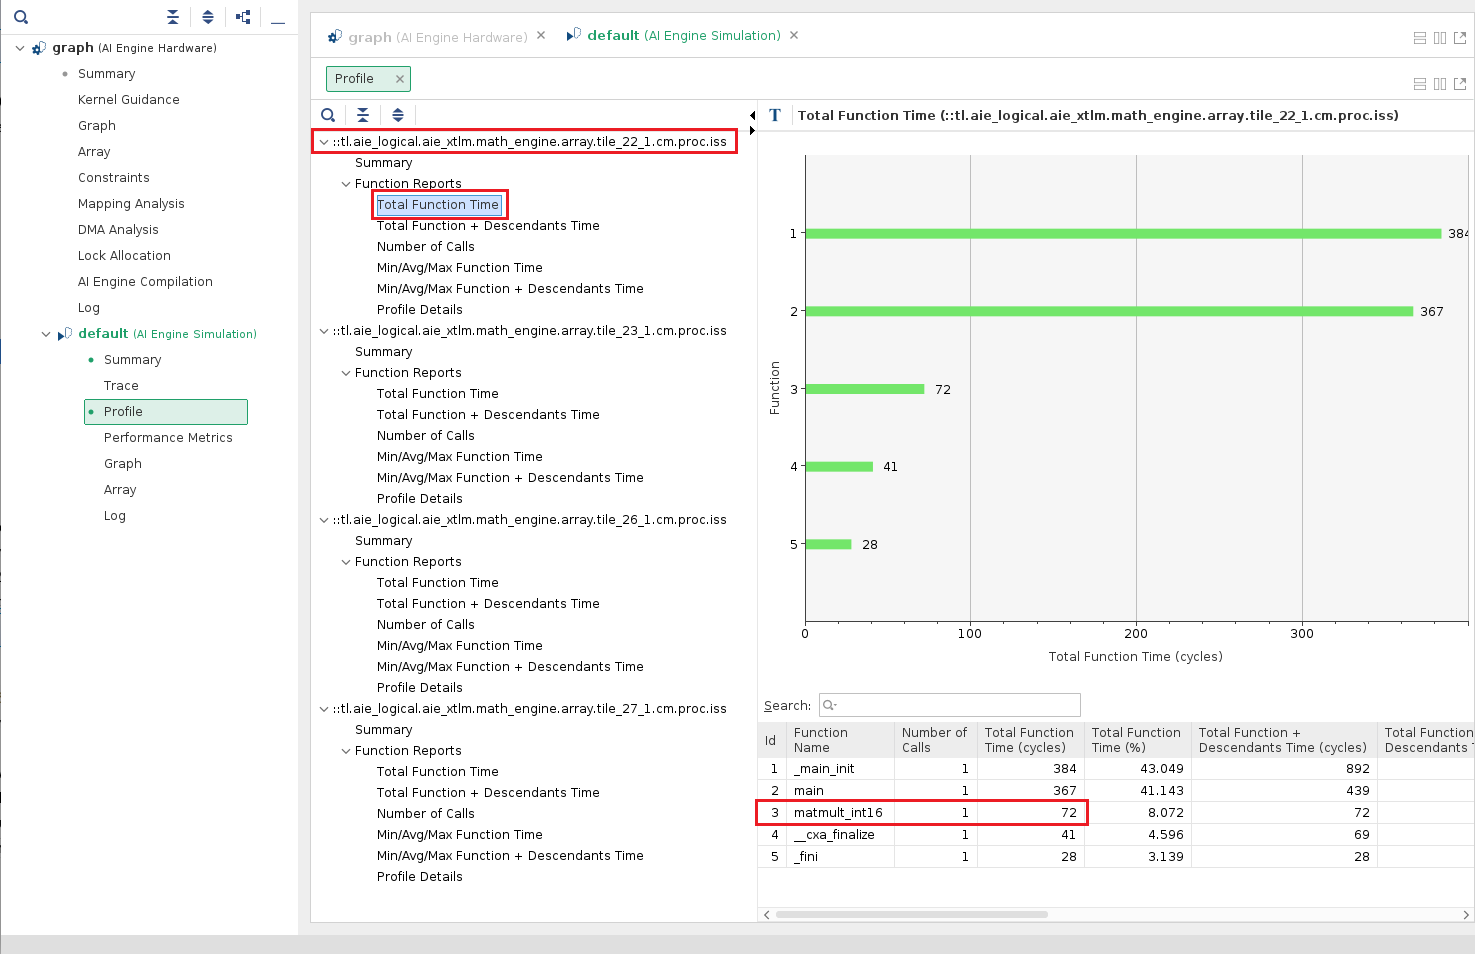 graph (AI Engine Hardware)
Summary
Kernel Guidance
Graph
Array
Constraints
Mapping Analysis
DMA Analysis
Lock Allocation
AI Engine Compilation
Log
default (AI Engine Simulation)
Summary
Trace
Profile
Performance Metrics
Graph
Array
Log
graph (AI Engine Hardware)
default (AI Engine Simulation)
Profile
::tl.aie_logical.aie_xtlm.math_engine.array.tile_22_1.cm.proc.iss
Summary
Function Reports
Total Function Time
Total Function + Descendants Time
Number of Calls
Min/Avg/Max Function Time
Min/Avg/Max Function + Descendants Time
Profile Details
::tl.aie_logical.aie_xtlm.math_engine.array.tile_23_1.cm.proc.iss
Summary
Function Reports
Total Function Time
Total Function + Descendants Time
Number of Calls
Min/Avg/Max Function Time
Min/Avg/Max Function + Descendants Time
Profile Details
::tl.aie_logical.aie_xtlm.math_engine.array.tile_26_1.cm.proc.iss
Summary
Function Reports
Total Function Time
Total Function + Descendants Time
Number of Calls
Min/Avg/Max Function Time
Min/Avg/Max Function + Descendants Time
Profile Details
::tl.aie_logical.aie_xtlm.math_engine.array.tile_27_1.cm.proc.iss
Summary
Function Reports
Total Function Time
Total Function + Descendants Time
Number of Calls
Min/Avg/Max Function Time
Min/Avg/Max Function + Descendants Time
Profile Details
T Total Function Time (::tl.aie_logical.aie_xtlm.math_engine.array.tile_22_1.cm.proc.iss)
Function
1 384
2 367
3 72
4 41
5 28
0 100 200 300
Total Function Time (cycles)
Search:
Id Function Name Number of Calls Total Function Time (cycles) Total Function Time (%) Total Function + Descendants Time (cycles) Total Function Descendants
1 _main_init 1 384 43.049 892
2 main 1 367 41.143 439
3 matmult_int16 1 72 8.072 72
4 __cxa_finalize 1 41 4.596 69
5 _fini 1 28 3.139 28